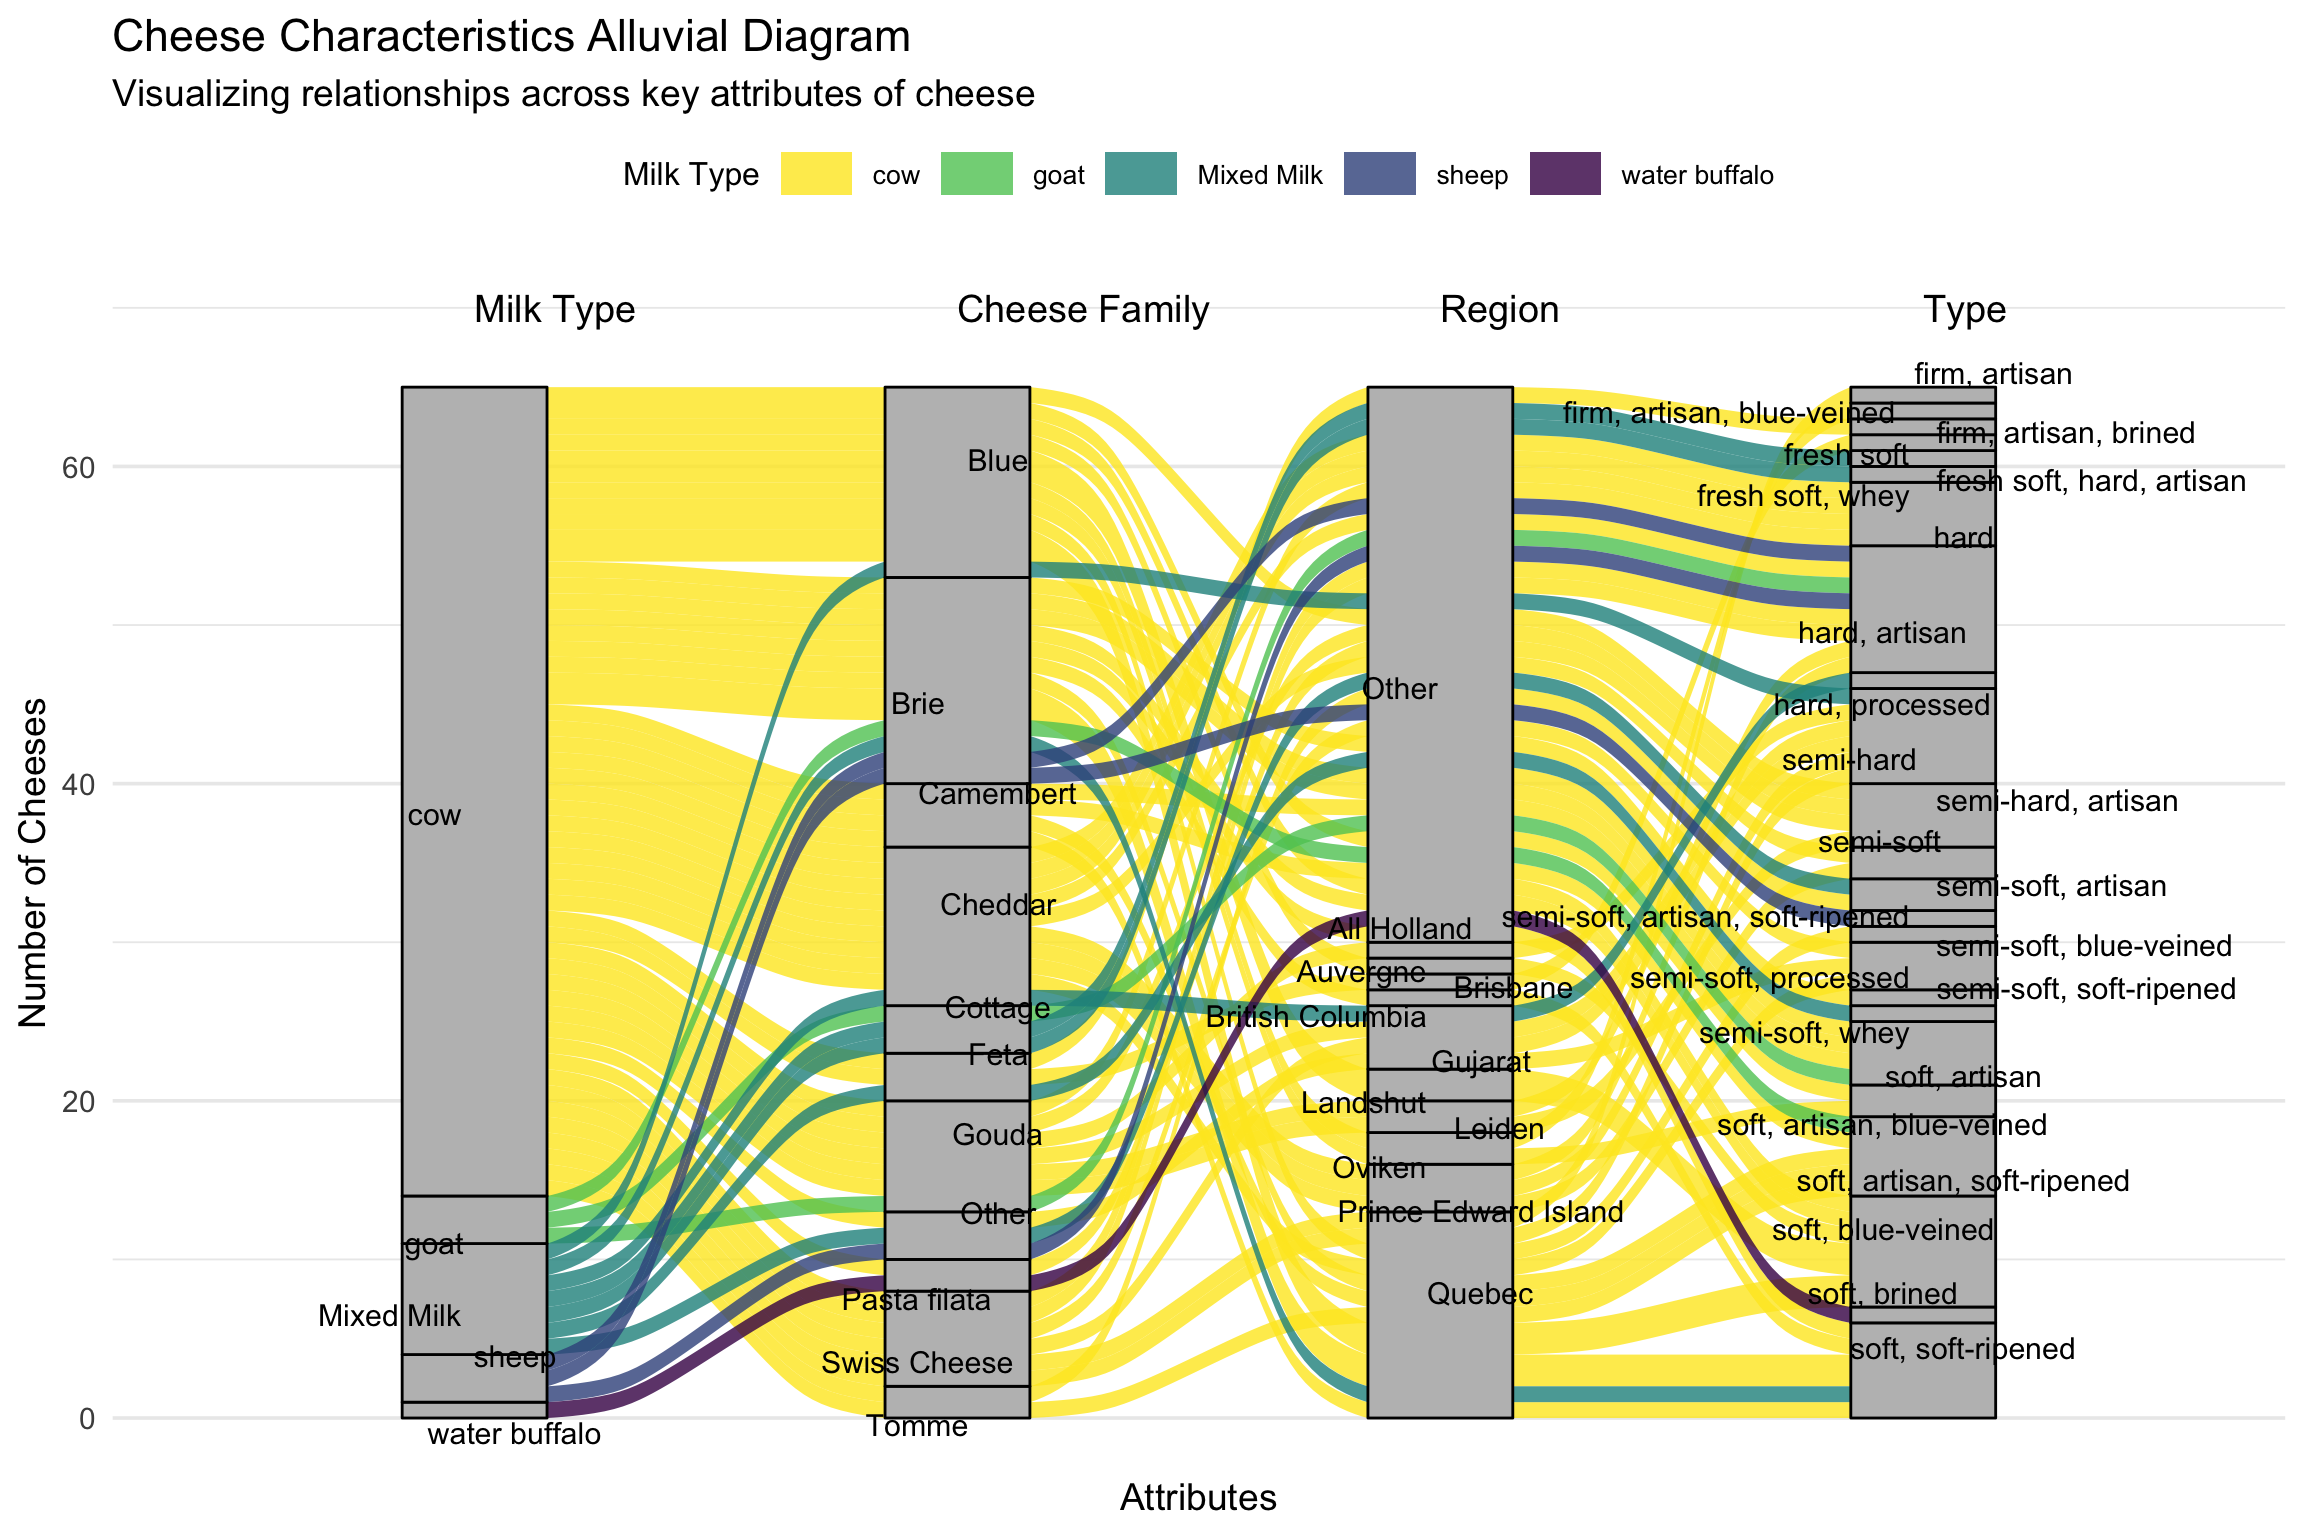 Cheese Characteristics Alluvial Diagram
Visualizing relationships across key attributes of cheese
Milk Type cow goat Mixed Milk sheep water buffalo
Milk Type Cheese Family Region Type
Number of Cheeses
60
40
20
0
cow
goat
Mixed Milk
sheep
water buffalo
Blue
Brie
Camembert
Cheddar
Cottage
Feta
Gouda
Other
Pasta filata
Swiss Cheese
Tomme
Other
All Holland
Auvergne
Brisbane
British Columbia
Gujarat
Landshut
Leiden
Oviken
Prince Edward Island
Quebec
firm, artisan
firm, artisan, blue-veined
firm, artisan, brined
fresh soft
fresh soft, hard, artisan
fresh soft, whey
hard
hard, artisan
hard, processed
semi-hard
semi-hard, artisan
semi-soft
semi-soft, artisan
semi-soft, artisan, soft-ripened
semi-soft, blue-veined
semi-soft, processed
semi-soft, soft-ripened
semi-soft, whey
soft, artisan
soft, artisan, blue-veined
soft, artisan, soft-ripened
soft, blue-veined
soft, brined
soft, soft-ripened
Attributes